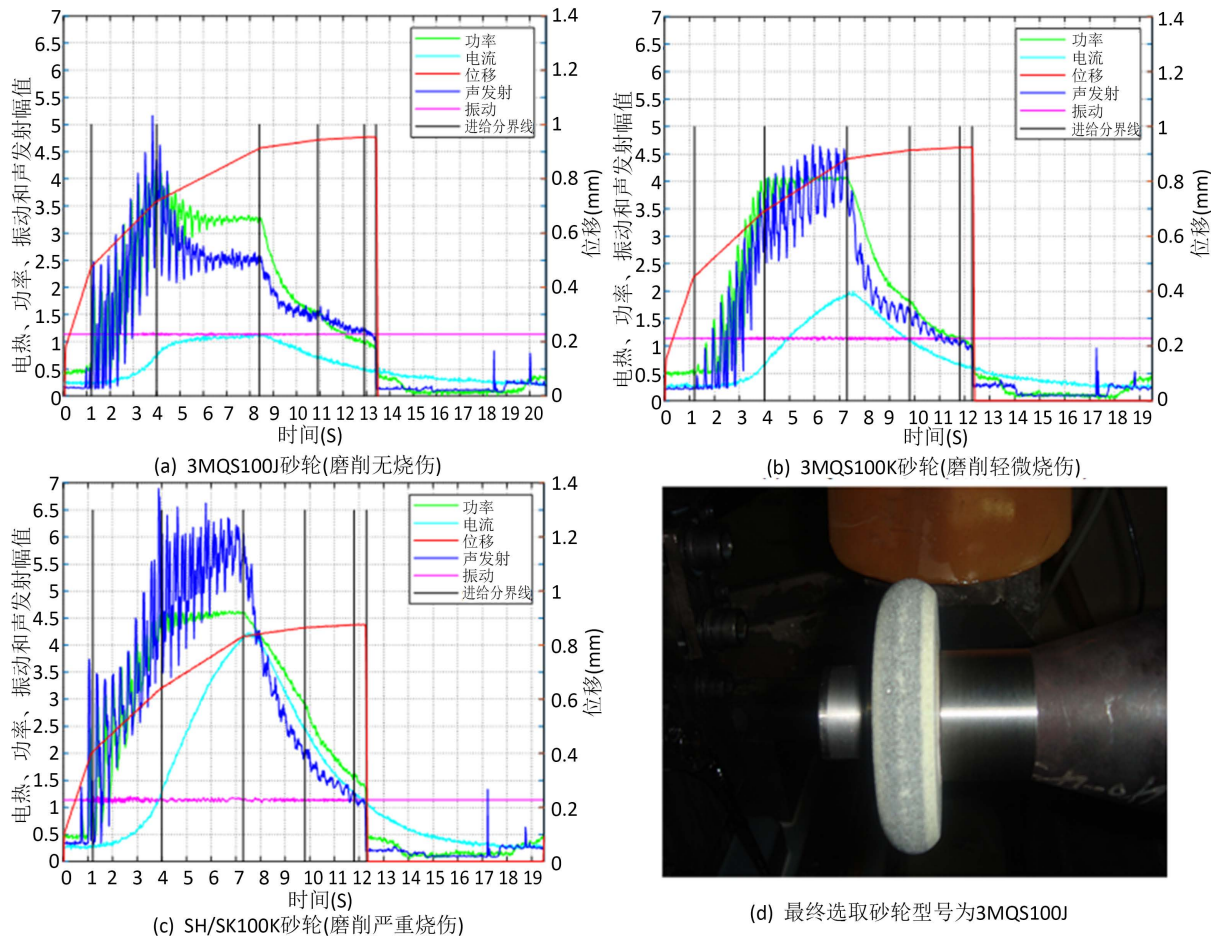 7
6.5
6
5.5
5
4.5
4
3.5
3
2.5
2
1.5
1
0.5
0
1.4
1.2
1
0.8
0.6
0.4
0.2
0
电热、功率、振动和声发射幅值
位移(mm)
功率
电流
位移
声发射
振动
进给分界线
0 1 2 3 4 5 6 7 8 9 10 11 12 13 14 15 16 17 18 19 20
时间(S)
(a) 3MQS100J砂轮(磨削无烧伤)
7
6.5
6
5.5
5
4.5
4
3.5
3
2.5
2
1.5
1
0.5
0
1.4
1.2
1
0.8
0.6
0.4
0.2
0
电热、功率、振动和声发射幅值
位移(mm)
功率
电流
位移
声发射
振动
进给分界线
0 1 2 3 4 5 6 7 8 9 10 11 12 13 14 15 16 17 18 19
时间(S)
(b) 3MQS100K砂轮(磨削轻微烧伤)
7
6.5
6
5.5
5
4.5
4
3.5
3
2.5
2
1.5
1
0.5
0
1.4
1.2
1
0.8
0.6
0.4
0.2
0
电热、功率、振动和声发射幅值
位移(mm)
功率
电流
位移
声发射
振动
进给分界线
0 1 2 3 4 5 6 7 8 9 10 11 12 13 14 15 16 17 18 19
时间(S)
(c) SH/SK100K砂轮(磨削严重烧伤)
(d) 最终选取砂轮型号为3MQS100J